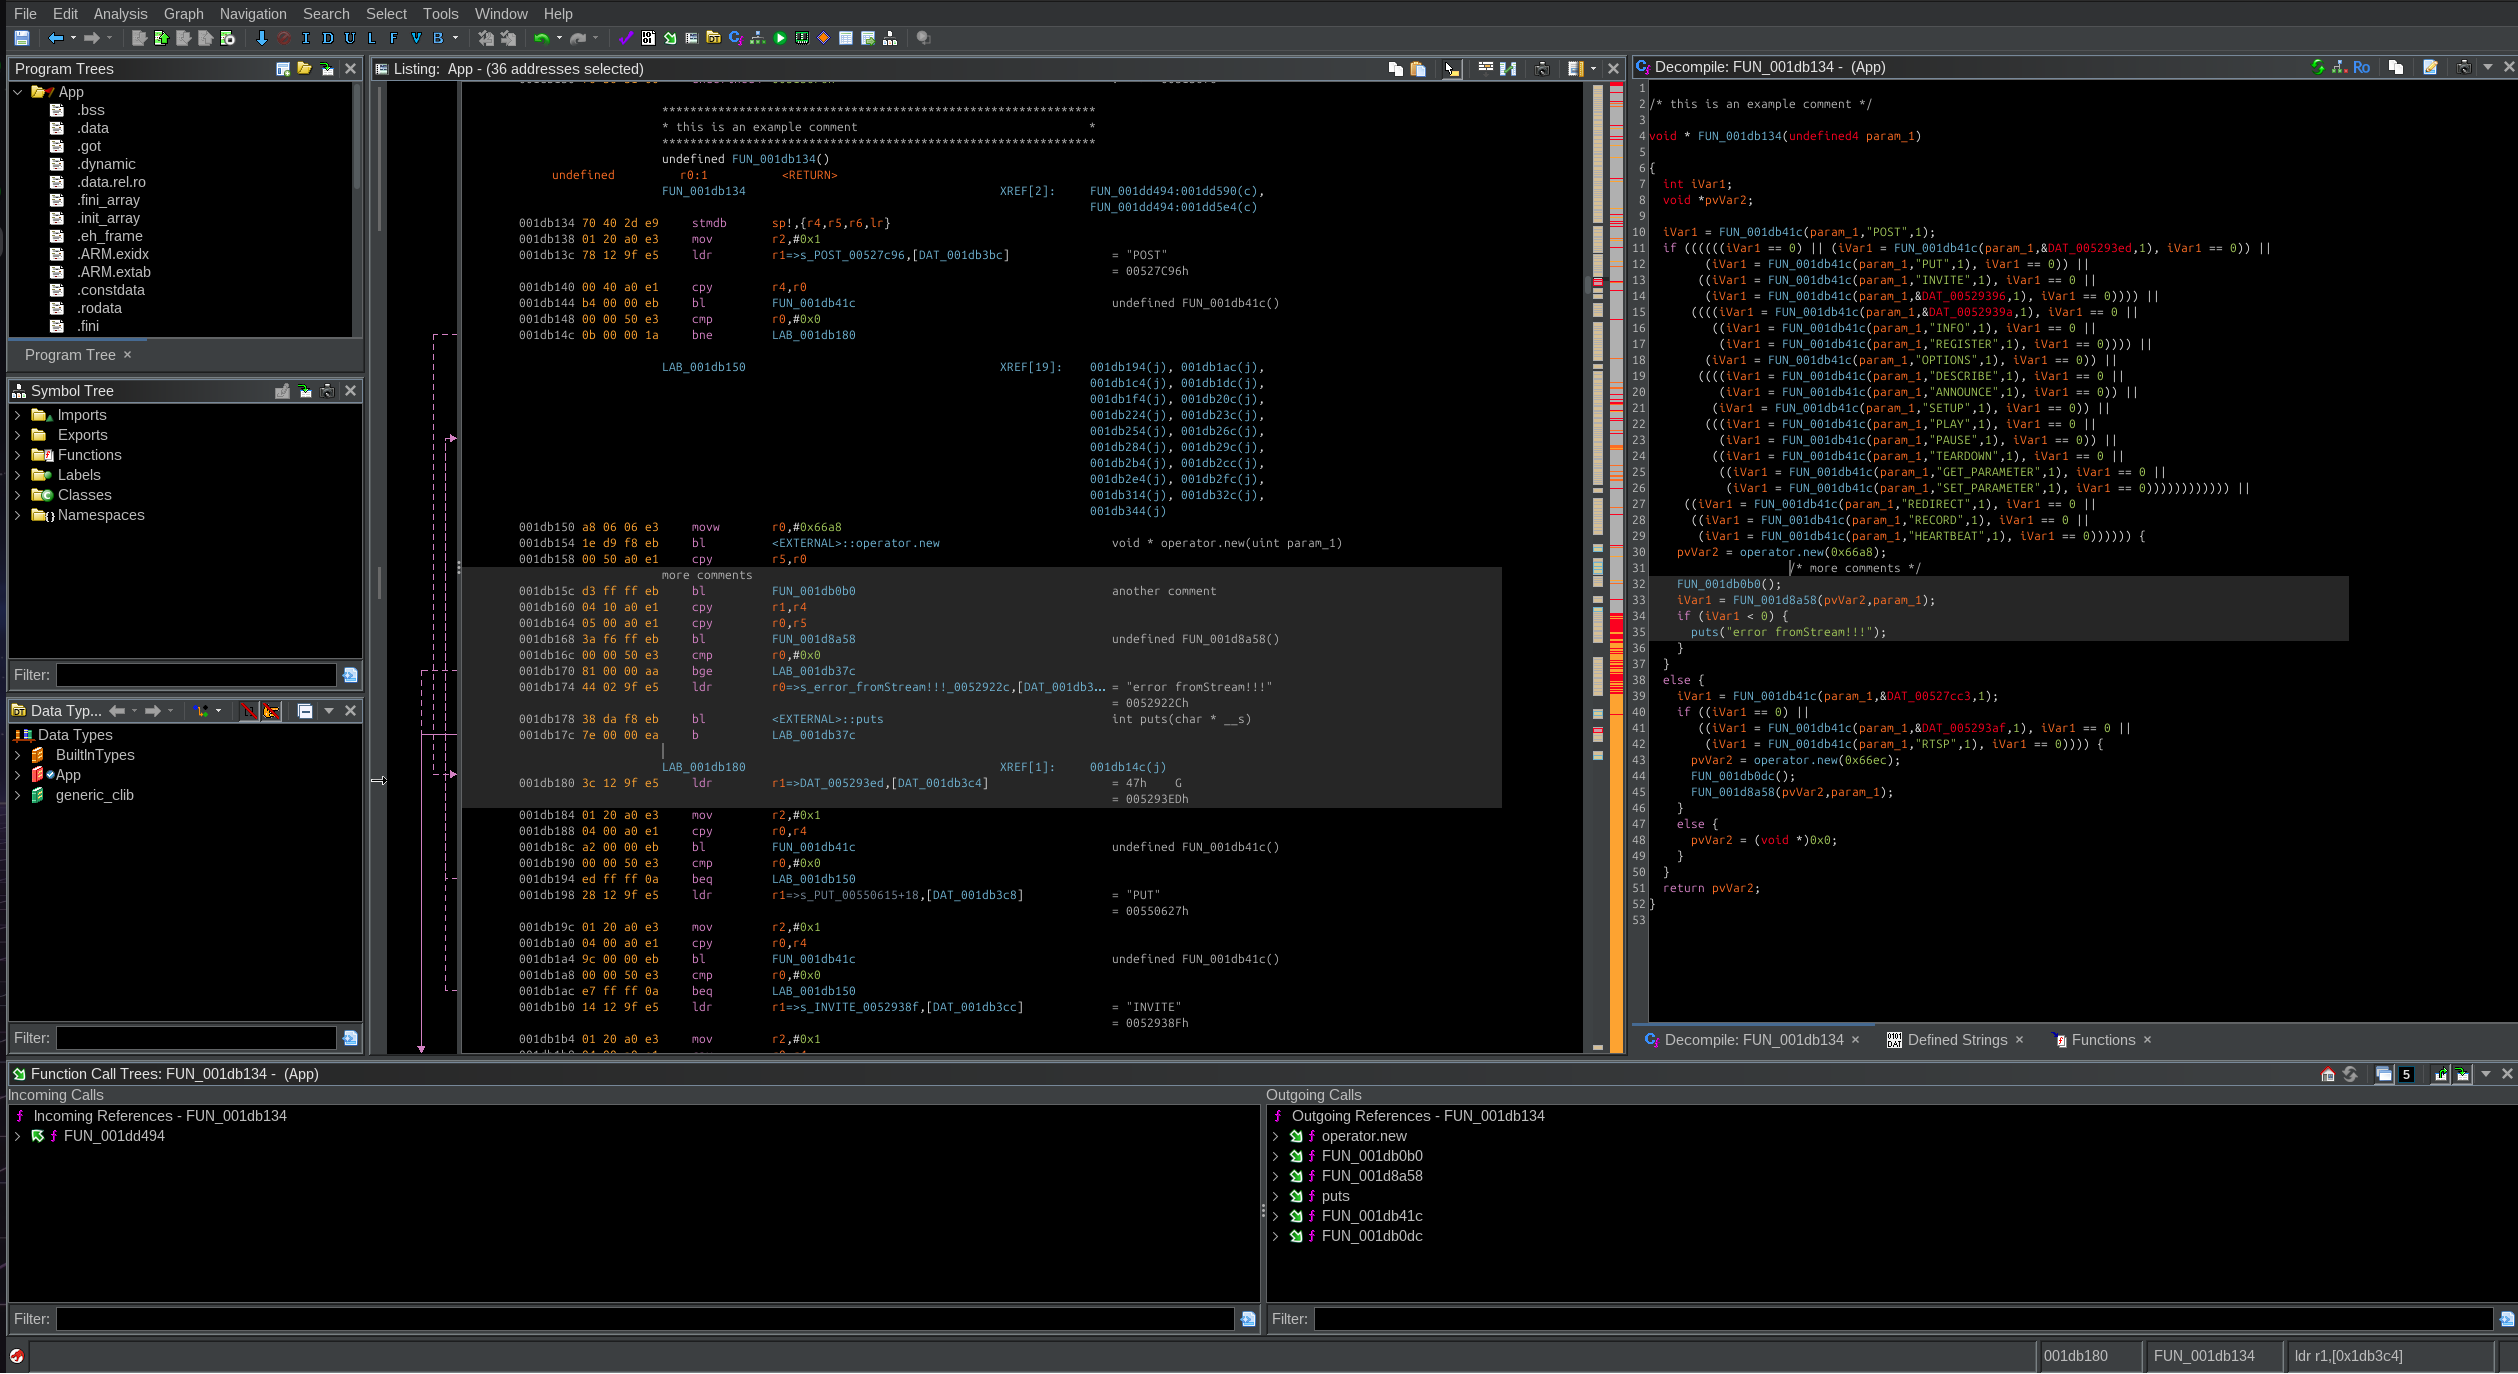 File Edit Analysis Graph Navigation Search Select Tools Window Help
I D U L F V B
Program Trees
App
.bss
.data
.got
.dynamic
.data.rel.ro
.fini_array
.init_array
.eh_frame
.ARM.exidx
.ARM.extab
.constdata
.rodata
.fini
Program Tree ×
Symbol Tree
Imports
Exports
Functions
Labels
Classes
Namespaces
Filter:
Data Typ...
Data Types
BuiltInTypes
App
generic_clib
Filter:
Listing: App - (36 addresses selected)
**************************************************************
* this is an example comment *
**************************************************************
undefined FUN_001db134()
undefined r0:1 <RETURN>
FUN_001db134 XREF[2]: FUN_001dd494:001dd590(c),
FUN_001dd494:001dd5e4(c)
001db134 70 40 2d e9 stmdb sp!,{r4,r5,r6,lr}
001db138 01 20 a0 e3 mov r2,#0x1
001db13c 78 12 9f e5 ldr r1=>s_POST_00527c96,[DAT_001db3bc] = "POST"
= 00527C96h
001db140 00 40 a0 e1 cpy r4,r0
001db144 b4 00 00 eb bl FUN_001db41c undefined FUN_001db41c()
001db148 00 00 50 e3 cmp r0,#0x0
001db14c 0b 00 00 1a bne LAB_001db180
LAB_001db150 XREF[19]: 001db194(j), 001db1ac(j),
001db1c4(j), 001db1dc(j),
001db1f4(j), 001db20c(j),
001db224(j), 001db23c(j),
001db254(j), 001db26c(j),
001db284(j), 001db29c(j),
001db2b4(j), 001db2cc(j),
001db2e4(j), 001db2fc(j),
001db314(j), 001db32c(j),
001db344(j)
001db150 a8 06 06 e3 movw r0,#0x66a8
001db154 1e d9 f8 eb bl <EXTERNAL>::operator.new void * operator.new(uint param_1)
001db158 00 50 a0 e1 cpy r5,r0
more comments
001db15c d3 ff ff eb bl FUN_001db0b0 another comment
001db160 04 10 a0 e1 cpy r1,r4
001db164 05 00 a0 e1 cpy r0,r5
001db168 3a f6 ff eb bl FUN_001d8a58 undefined FUN_001d8a58()
001db16c 00 00 50 e3 cmp r0,#0x0
001db170 81 00 00 aa bge LAB_001db37c
001db174 44 02 9f e5 ldr r0=>s_error_fromStream!!!_0052922c,[DAT_001db3... = "error fromStream!!!"
= 0052922Ch
001db178 38 da f8 eb bl <EXTERNAL>::puts int puts(char * __s)
001db17c 7e 00 00 ea b LAB_001db37c
LAB_001db180 XREF[1]: 001db14c(j)
001db180 3c 12 9f e5 ldr r1=>DAT_005293ed,[DAT_001db3c4] = 47h G
= 005293EDh
001db184 01 20 a0 e3 mov r2,#0x1
001db188 04 00 a0 e1 cpy r0,r4
001db18c a2 00 00 eb bl FUN_001db41c undefined FUN_001db41c()
001db190 00 00 50 e3 cmp r0,#0x0
001db194 ed ff ff 0a beq LAB_001db150
001db198 28 12 9f e5 ldr r1=>s_PUT_00550615+18,[DAT_001db3c8] = "PUT"
= 00550627h
001db19c 01 20 a0 e3 mov r2,#0x1
001db1a0 04 00 a0 e1 cpy r0,r4
001db1a4 9c 00 00 eb bl FUN_001db41c undefined FUN_001db41c()
001db1a8 00 00 50 e3 cmp r0,#0x0
001db1ac e7 ff ff 0a beq LAB_001db150
001db1b0 14 12 9f e5 ldr r1=>s_INVITE_0052938f,[DAT_001db3cc] = "INVITE"
= 0052938Fh
001db1b4 01 20 a0 e3 mov r2,#0x1
Decompile: FUN_001db134 - (App)
Ro
1
2 /* this is an example comment */
3
4 void * FUN_001db134(undefined4 param_1)
5
6 {
7 int iVar1;
8 void *pvVar2;
9
10 iVar1 = FUN_001db41c(param_1,"POST",1);
11 if ((((((iVar1 == 0) || (iVar1 = FUN_001db41c(param_1,&DAT_005293ed,1), iVar1 == 0)) ||
12 (iVar1 = FUN_001db41c(param_1,"PUT",1), iVar1 == 0)) ||
13 ((iVar1 = FUN_001db41c(param_1,"INVITE",1), iVar1 == 0 ||
14 (iVar1 = FUN_001db41c(param_1,&DAT_00529396,1), iVar1 == 0)))) ||
15 ((((iVar1 = FUN_001db41c(param_1,&DAT_0052939a,1), iVar1 == 0 ||
16 ((iVar1 = FUN_001db41c(param_1,"INFO",1), iVar1 == 0 ||
17 (iVar1 = FUN_001db41c(param_1,"REGISTER",1), iVar1 == 0)))) ||
18 (iVar1 = FUN_001db41c(param_1,"OPTIONS",1), iVar1 == 0)) ||
19 ((((iVar1 = FUN_001db41c(param_1,"DESCRIBE",1), iVar1 == 0 ||
20 (iVar1 = FUN_001db41c(param_1,"ANNOUNCE",1), iVar1 == 0)) ||
21 (iVar1 = FUN_001db41c(param_1,"SETUP",1), iVar1 == 0)) ||
22 (((iVar1 = FUN_001db41c(param_1,"PLAY",1), iVar1 == 0 ||
23 (iVar1 = FUN_001db41c(param_1,"PAUSE",1), iVar1 == 0)) ||
24 ((iVar1 = FUN_001db41c(param_1,"TEARDOWN",1), iVar1 == 0 ||
25 ((iVar1 = FUN_001db41c(param_1,"GET_PARAMETER",1), iVar1 == 0 ||
26 (iVar1 = FUN_001db41c(param_1,"SET_PARAMETER",1), iVar1 == 0)))))))))))) ||
27 ((iVar1 = FUN_001db41c(param_1,"REDIRECT",1), iVar1 == 0 ||
28 ((iVar1 = FUN_001db41c(param_1,"RECORD",1), iVar1 == 0 ||
29 (iVar1 = FUN_001db41c(param_1,"HEARTBEAT",1), iVar1 == 0)))))) {
30 pvVar2 = operator.new(0x66a8);
31 /* more comments */
32 FUN_001db0b0();
33 iVar1 = FUN_001d8a58(pvVar2,param_1);
34 if (iVar1 < 0) {
35 puts("error fromStream!!!");
36 }
37 }
38 else {
39 iVar1 = FUN_001db41c(param_1,&DAT_00527cc3,1);
40 if ((iVar1 == 0) ||
41 ((iVar1 = FUN_001db41c(param_1,&DAT_005293af,1), iVar1 == 0 ||
42 (iVar1 = FUN_001db41c(param_1,"RTSP",1), iVar1 == 0)))) {
43 pvVar2 = operator.new(0x66ec);
44 FUN_001db0dc();
45 FUN_001d8a58(pvVar2,param_1);
46 }
47 else {
48 pvVar2 = (void *)0x0;
49 }
50 }
51 return pvVar2;
52 }
53
Decompile: FUN_001db134 × Defined Strings × Functions ×
Function Call Trees: FUN_001db134 - (App)
5
Incoming Calls
Incoming References - FUN_001db134
FUN_001dd494
Filter:
Outgoing Calls
Outgoing References - FUN_001db134
operator.new
FUN_001db0b0
FUN_001d8a58
puts
FUN_001db41c
FUN_001db0dc
Filter:
001db180 FUN_001db134 ldr r1,[0x1db3c4]